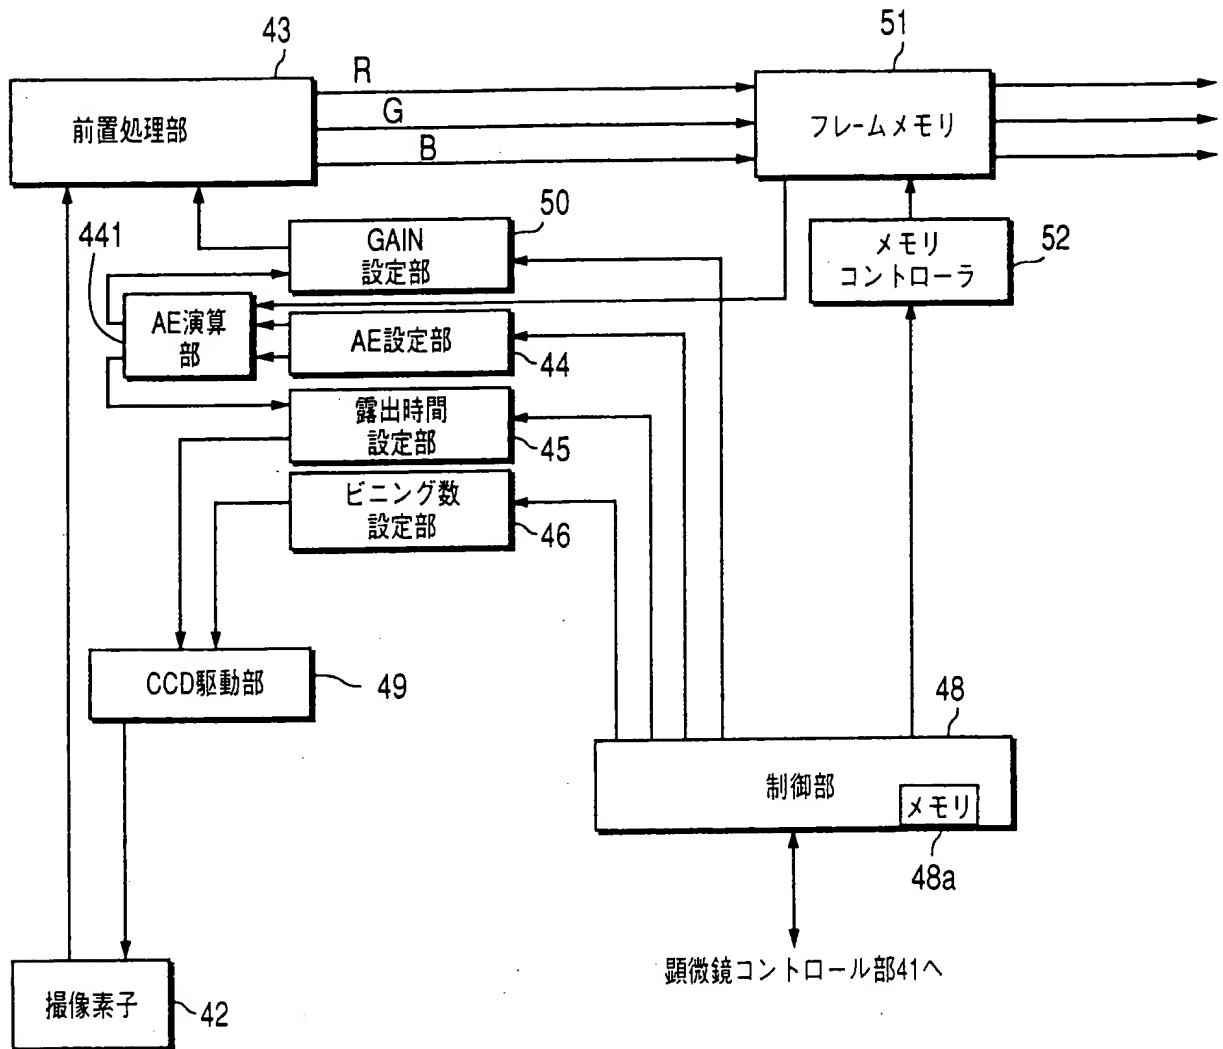 43
51
R
前置処理部
G
フレームメモリ
B
50
441
GAIN
設定部
メモリ
コントローラ
52
AE演算
部
AE設定部
44
露出時間
設定部
45
ビニング数
設定部
46
CCD駆動部
49
48
制御部
メモリ
48a
顕微鏡コントロール部41へ
撮像素子
42